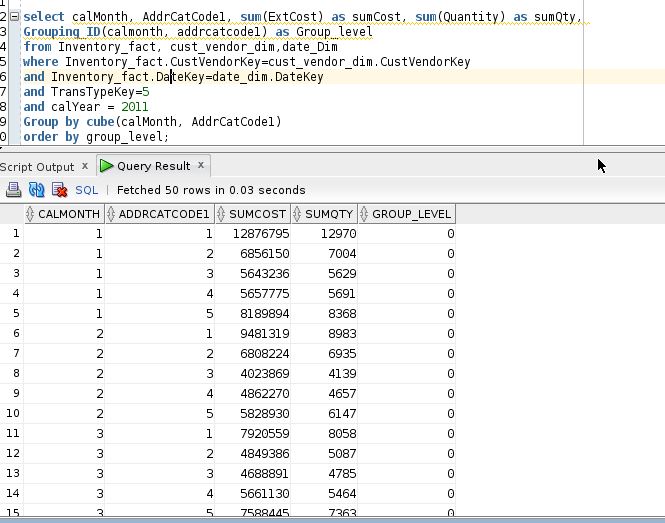 2 select calMonth, AddrCatCode1, sum(ExtCost) as sumCost, sum(Quantity) as sumQty,
3 Grouping_ID(calmonth, addrcatcode1) as Group_level
4 from Inventory_fact, cust_vendor_dim,date_Dim
5 where Inventory_fact.CustVendorKey=cust_vendor_dim.CustVendorKey
6 and Inventory_fact.DateKey=date_dim.DateKey
7 and TransTypeKey=5
8 and calYear = 2011
9 Group by cube(calMonth, AddrCatCode1)
0 order by group_level;
Script Output x Query Result x
SQL | Fetched 50 rows in 0.03 seconds
CALMONTH ADDRCATCODE1 SUMCOST SUMQTY GROUP_LEVEL
1 1 1 12876795 12970 0
2 1 2 6856150 7004 0
3 1 3 5643236 5629 0
4 1 4 5657775 5691 0
5 1 5 8189894 8368 0
6 2 1 9481319 8983 0
7 2 2 6808224 6935 0
8 2 3 4023869 4139 0
9 2 4 4862270 4657 0
10 2 5 5828930 6147 0
11 3 1 7920559 8058 0
12 3 2 4849386 5087 0
13 3 3 4688891 4785 0
14 3 4 5661130 5464 0
15 3 5 7588445 7363 0